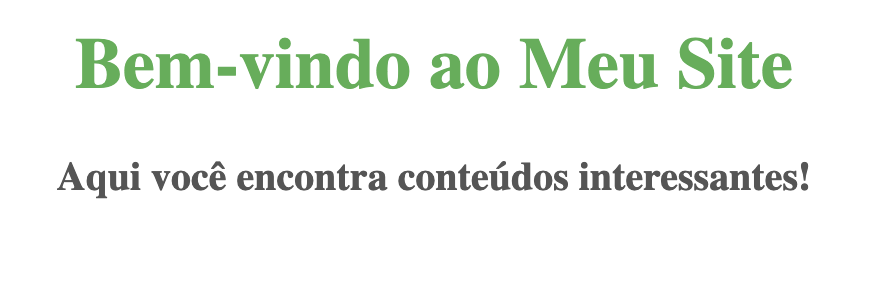 Bem-vindo ao Meu Site
Aqui você encontra conteúdos interessantes!